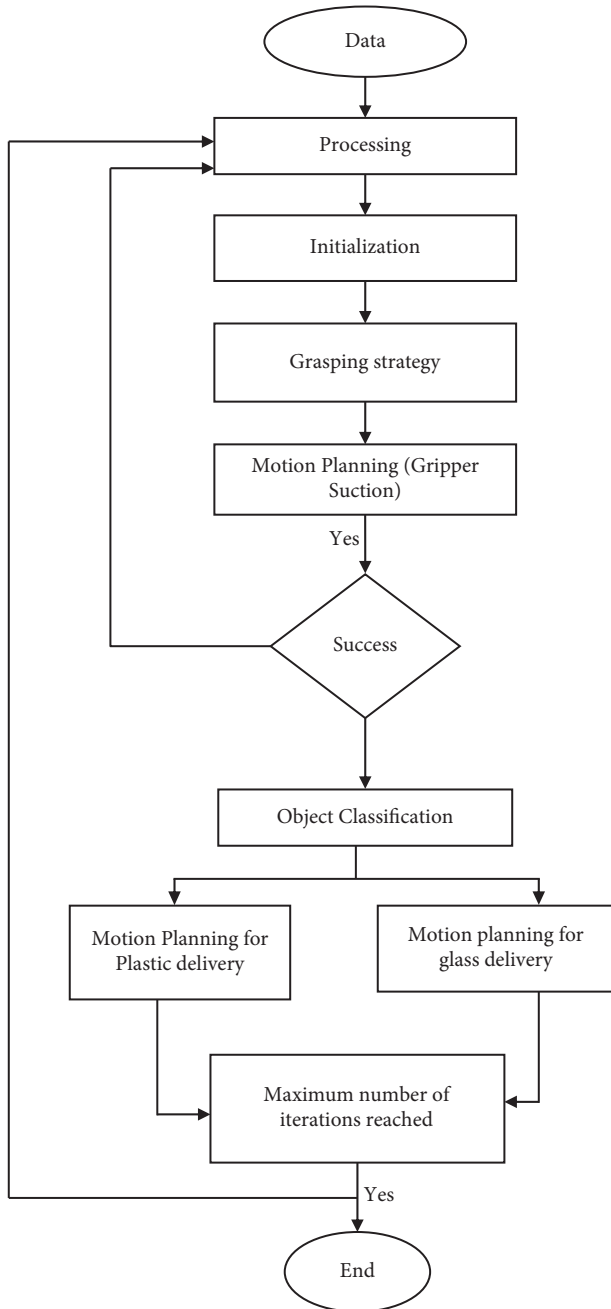 Data
Processing
Initialization
Grasping strategy
Motion Planning (Gripper
Suction)
Yes
Success
Object Classification
Motion Planning for
Plastic delivery
Motion planning for
glass delivery
Maximum number of
iterations reached
Yes
End